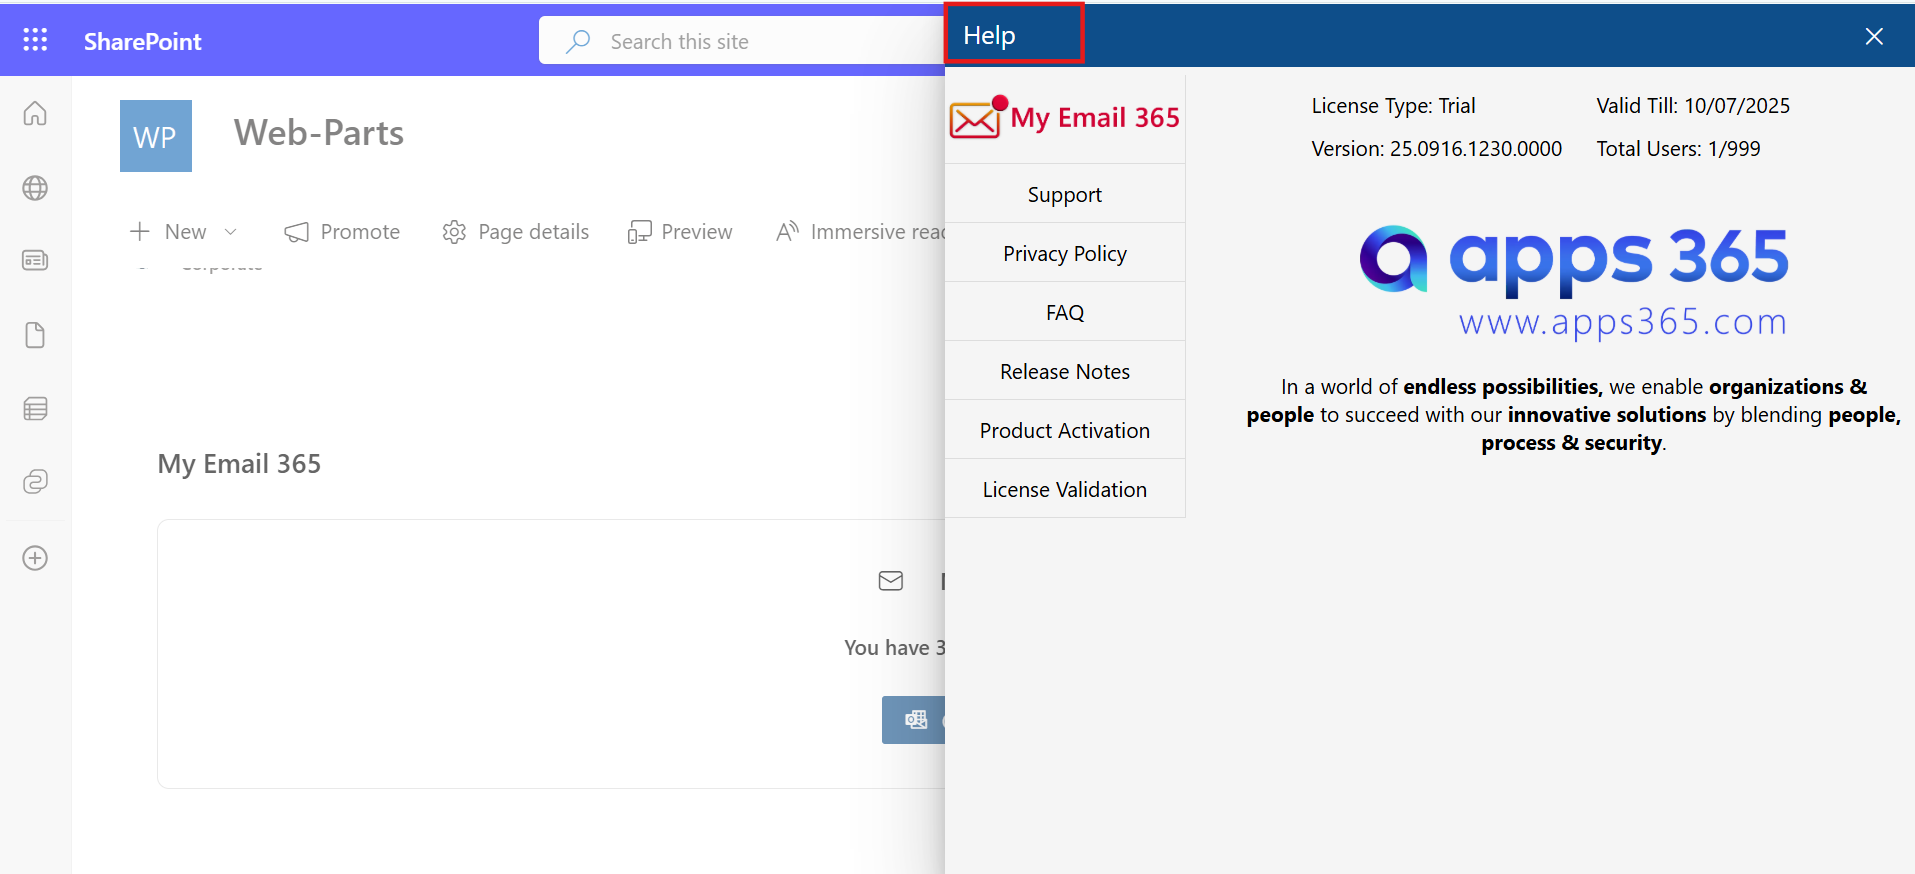 SharePoint
Search this site
WP
Web-Parts
New
Promote
Page details
Preview
Immersive
My Email 365
You have 3
Help
My Email 365
Support
Privacy Policy
FAQ
Release Notes
Product Activation
License Validation
License Type: Trial
Valid Till: 10/07/2025
Version: 25.0916.1230.0000
Total Users: 1/999
apps 365
www.apps365.com
In a world of endless possibilities, we enable organizations &
people to succeed with our innovative solutions by blending people,
process & security.